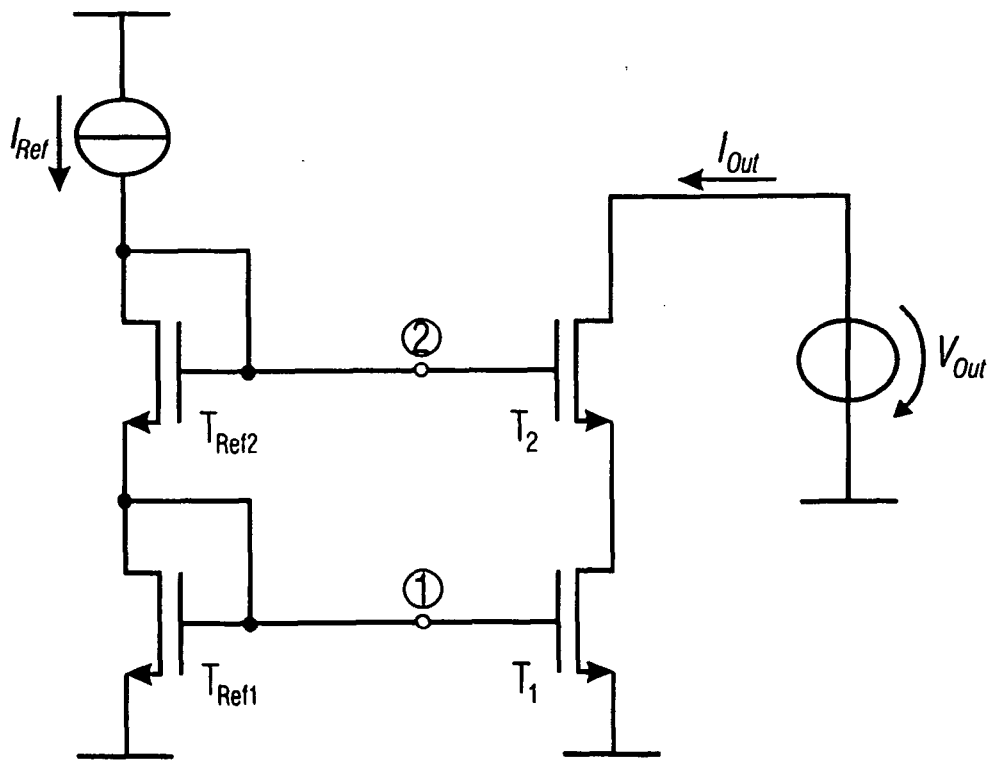 I_Ref
I_Out
②
V_Out
T_Ref2
T_2
①
T_Ref1
T_1